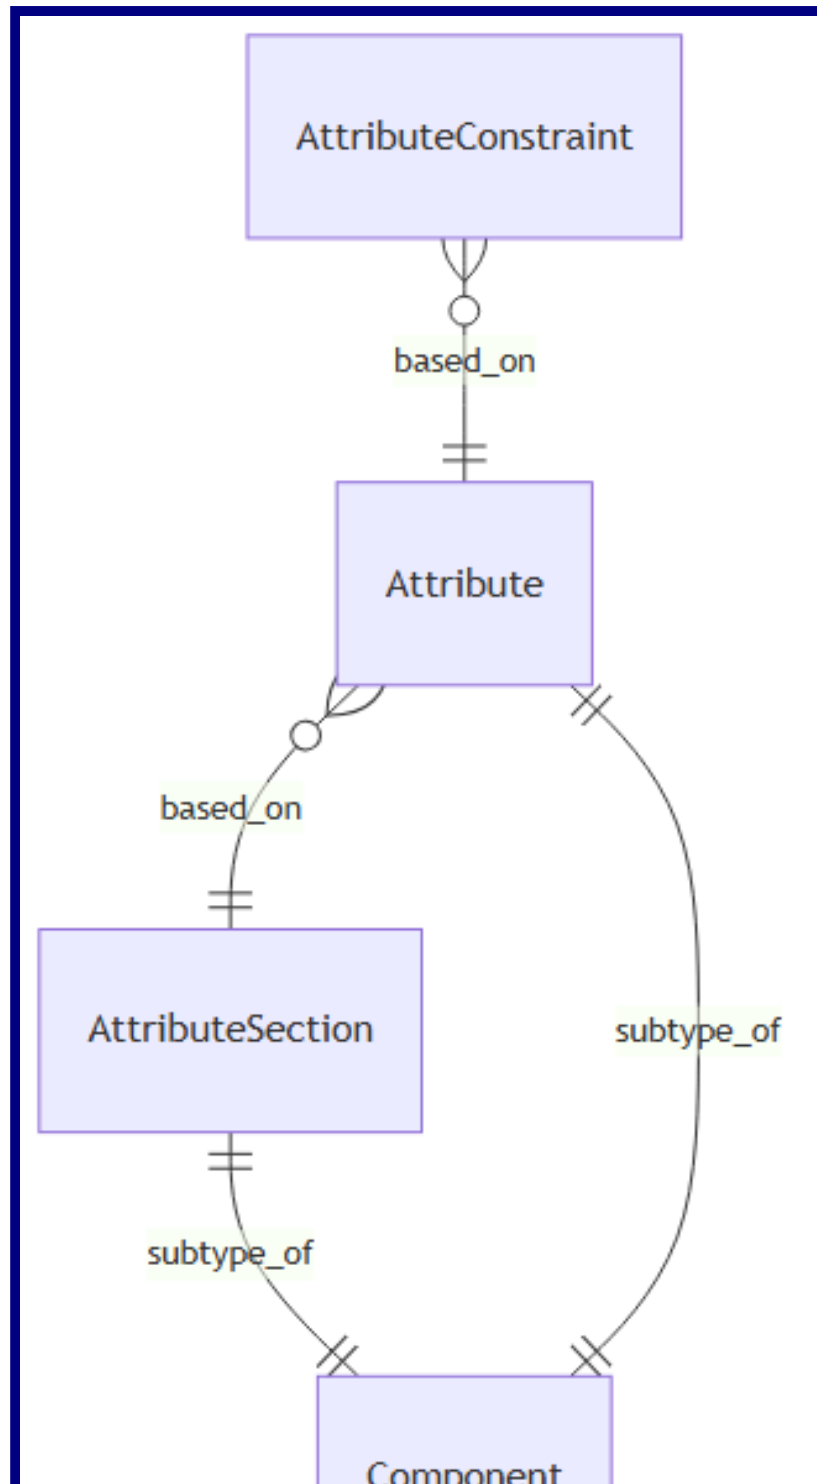 AttributeConstraint
based_on
Attribute
based_on
AttributeSection
subtype_of
subtype_of
Component